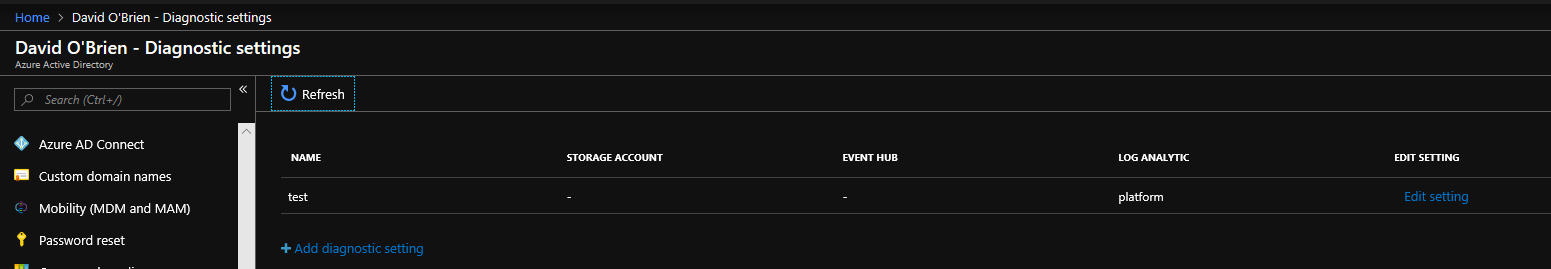 Home > David O'Brien - Diagnostic settings
David O'Brien - Diagnostic settings
Azure Active Directory
Search (Ctrl+/)
«
Azure AD Connect
Custom domain names
Mobility (MDM and MAM)
Password reset
Refresh
NAME STORAGE ACCOUNT EVENT HUB LOG ANALYTIC EDIT SETTING
test - - platform Edit setting
+ Add diagnostic setting